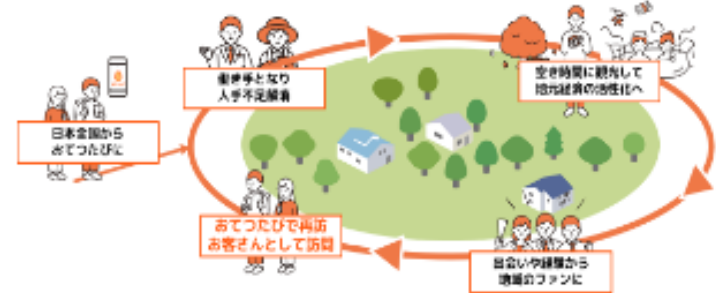 日本全国から
おてつたびに
働き手となり
人手不足解消
空き時間に観光して
地元経済の活性化へ
出会いや経験から
地域のファンに
おてつたびで再訪
お客さんとして訪問